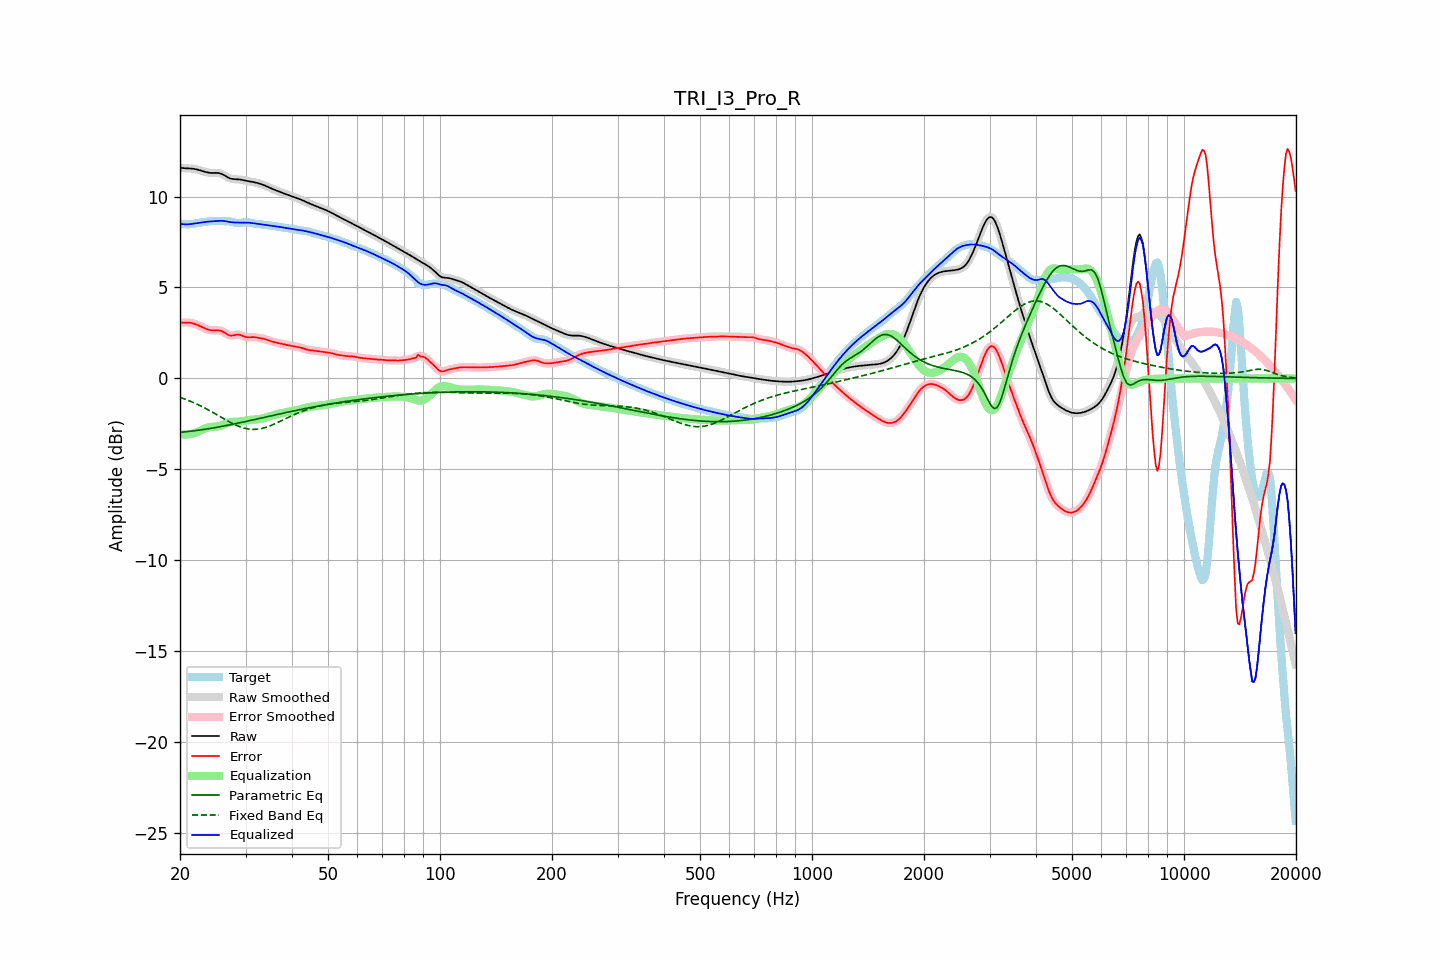 TRI_I3_Pro_R
Amplitude (dBr)
10
5
0
−5
−10
−15
−20
−25
Target
Raw Smoothed
Error Smoothed
Raw
Error
Equalization
Parametric Eq
Fixed Band Eq
Equalized
20 50 100 200 500 1000 2000 5000 10000 20000
Frequency (Hz)